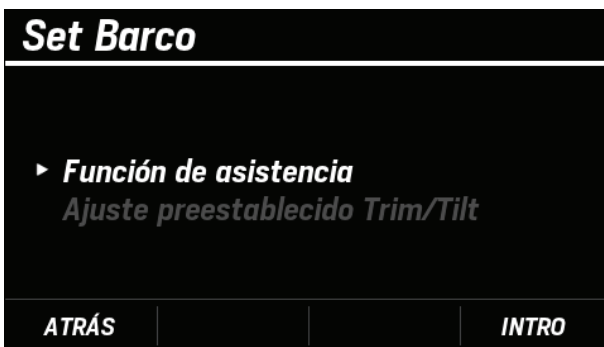 Set Barco
Función de asistencia
Ajuste preestablecido Trim/Tilt
ATRÁS
INTRO